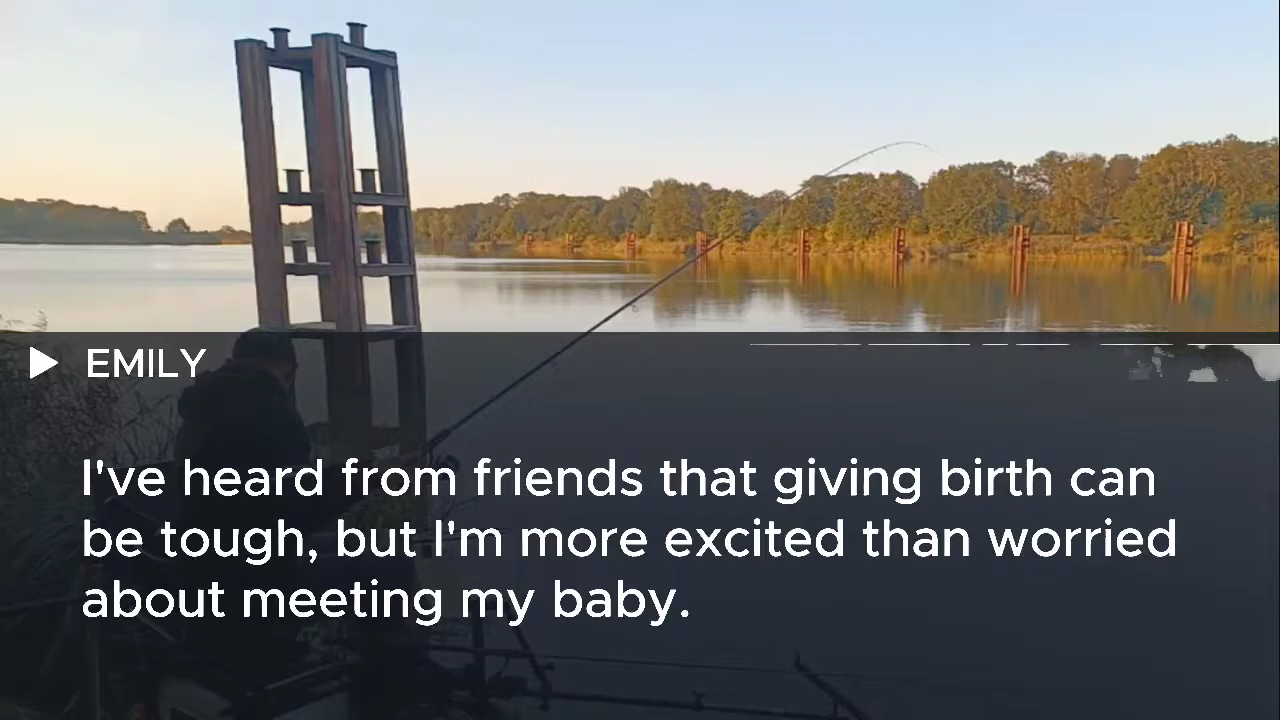 EMILY
I've heard from friends that giving birth can
be tough, but I'm more excited than worried
about meeting my baby.